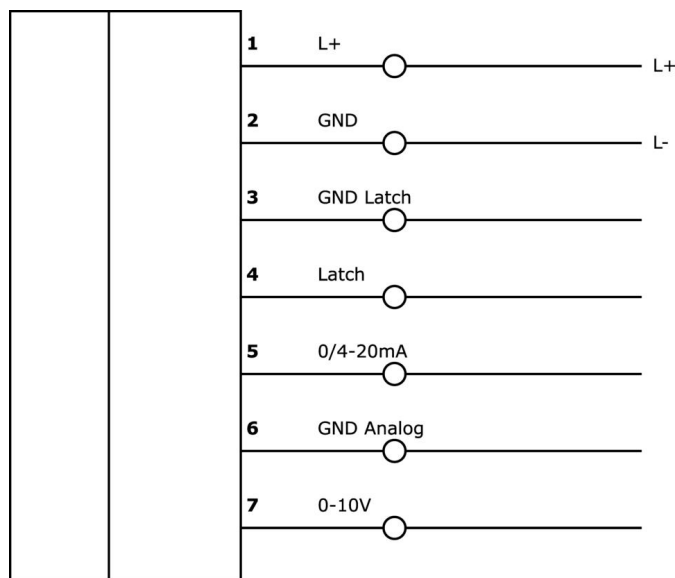 1 L+
L+
2 GND
L-
3 GND Latch
4 Latch
5 0/4-20mA
6 GND Analog
7 0-10V